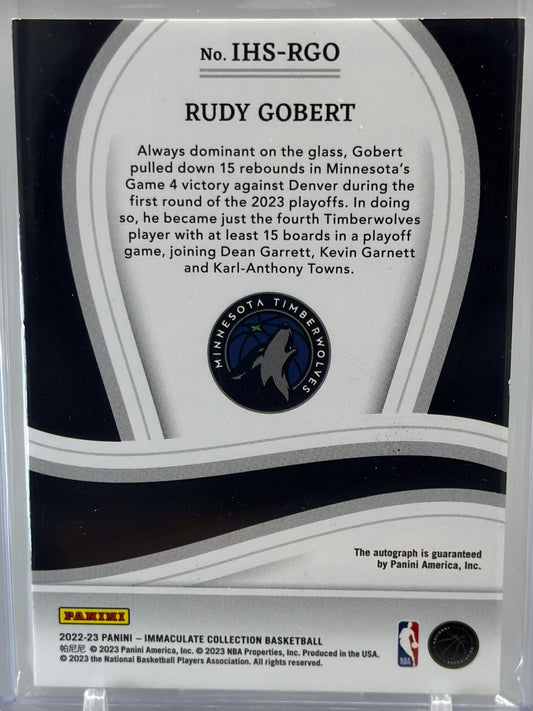 No. IHS-RGO
RUDY GOBERT
Always dominant on the glass, Gobert
pulled down 15 rebounds in Minnesota's
Game 4 victory against Denver during the
first round of the 2023 playoffs. In doing
so, he became just the fourth Timberwolves
player with at least 15 boards in a playoff
game, joining Dean Garrett, Kevin Garnett
and Karl-Anthony Towns.
MINNESOTA TIMBERWOLVES
The autograph is guaranteed
by Panini America, Inc.
PANINI
2022-23 PANINI – IMMACULATE COLLECTION BASKETBALL
帕尼尼 © 2023 Panini America, Inc. © 2023 NBA Properties, Inc. Produced in the USA.
© 2023 the National Basketball Players Association. All rights reserved.
NBA